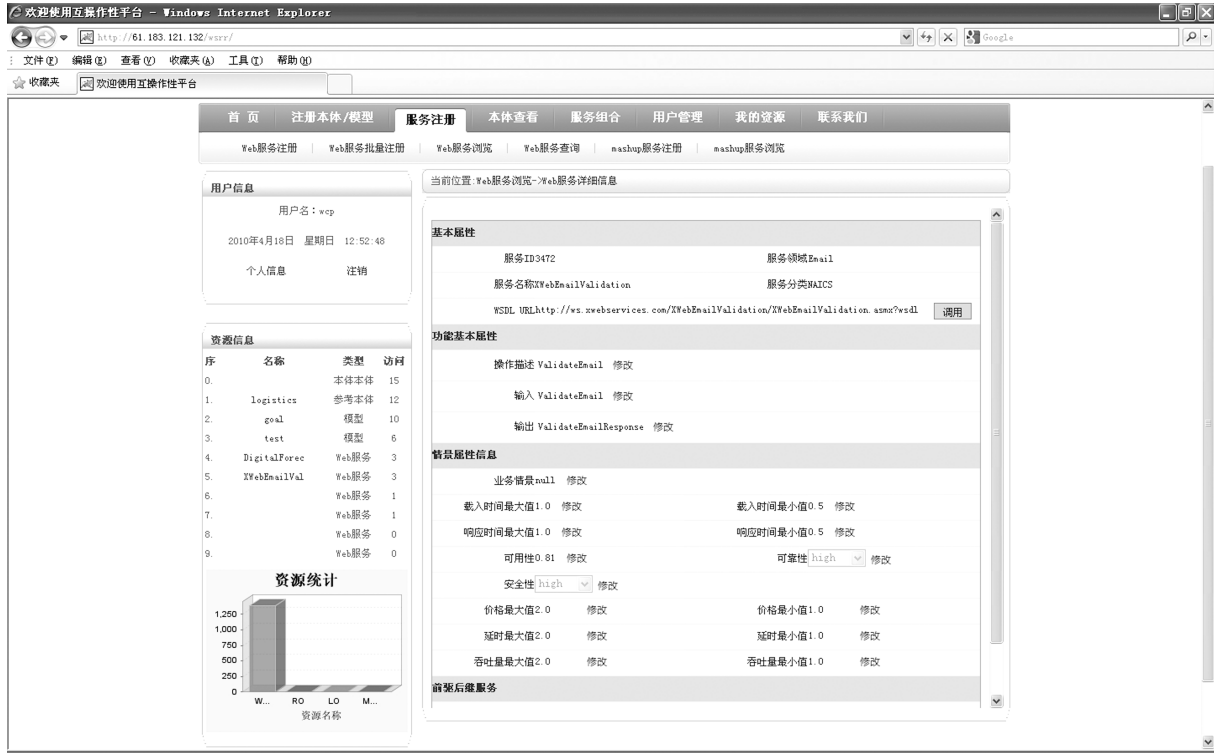 欢迎使用互操作性平台 - Windows Internet Explorer
http://61.183.121.132/wsrr/
Google
文件(F) 编辑(E) 查看(V) 收藏夹(A) 工具(T) 帮助(H)
收藏夹 欢迎使用互操作性平台
首 页 注册本体/模型 服务注册 本体查看 服务组合 用户管理 我的资源 联系我们
Web服务注册 Web服务批量注册 Web服务浏览 Web服务查询 mashup服务注册 mashup服务浏览
用户信息
用户名:wcp
2010年4月18日 星期日 12:52:48
个人信息 注销
资源信息
序 名称 类型 访问
0. 本体本体 15
1. logistics 参考本体 12
2. goal 模型 10
3. test 模型 6
4. DigitalForec Web服务 3
5. XWebEmailVal Web服务 3
6. Web服务 1
7. Web服务 1
8. Web服务 0
9. Web服务 0
资源统计
1,250
1,000
750
500
250
0
W... RO LO M...
资源名称
当前位置:Web服务浏览->Web服务详细信息
基本属性
服务ID3472 服务领域Email
服务名称XWebEmailValidation 服务分类NAICS
WSDL URLhttp://ws.xwebservices.com/XWebEmailValidation/XWebEmailValidation.asmx?wsdl 调用
功能基本属性
操作描述 ValidateEmail 修改
输入 ValidateEmail 修改
输出 ValidateEmailResponse 修改
情景属性信息
业务情景null 修改
载入时间最大值1.0 修改 载入时间最小值0.5 修改
响应时间最大值1.0 修改 响应时间最小值0.5 修改
可用性0.81 修改 可靠性 high 修改
安全性 high 修改
价格最大值2.0 修改 价格最小值1.0 修改
延时最大值2.0 修改 延时最小值1.0 修改
吞吐量最大值2.0 修改 吞吐量最小值1.0 修改
前驱后继服务